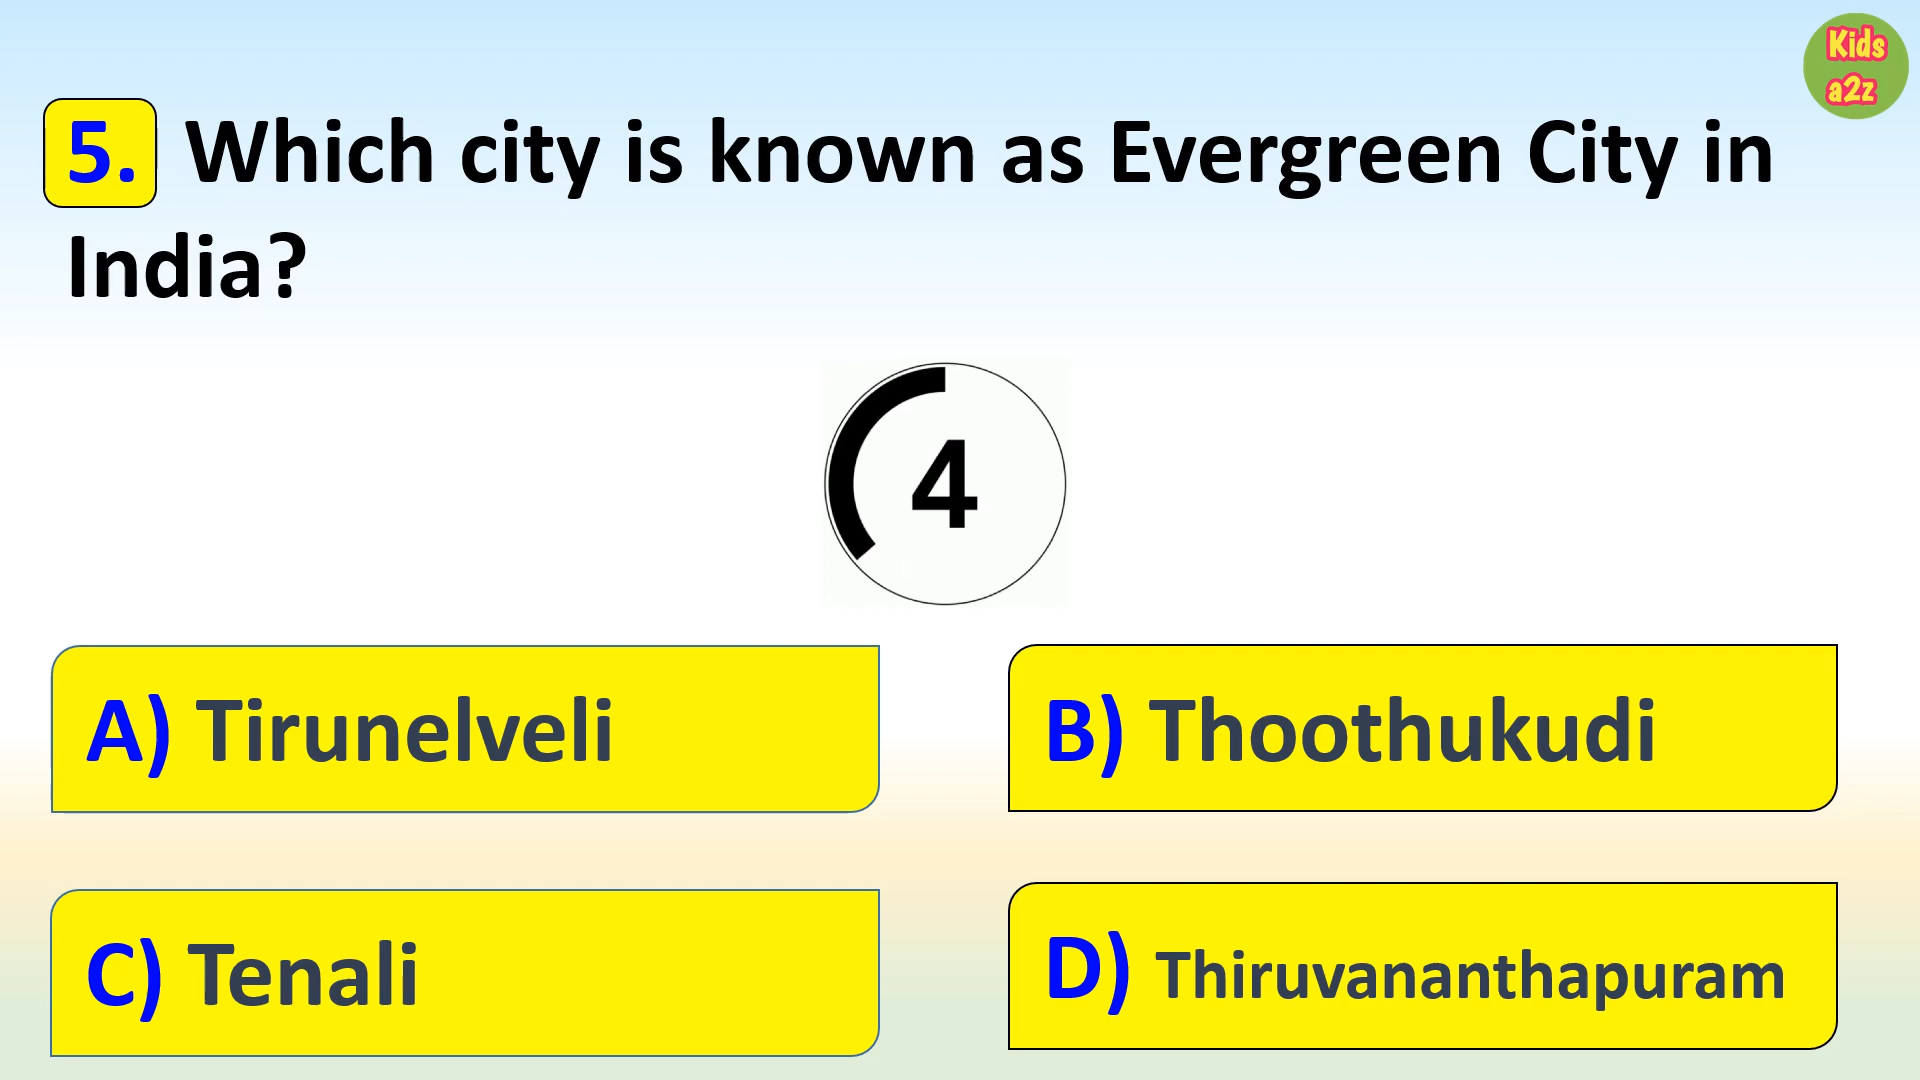 Kids
a2z
5. Which city is known as Evergreen City in
India?
4
A) Tirunelveli
B) Thoothukudi
C) Tenali
D) Thiruvananthapuram